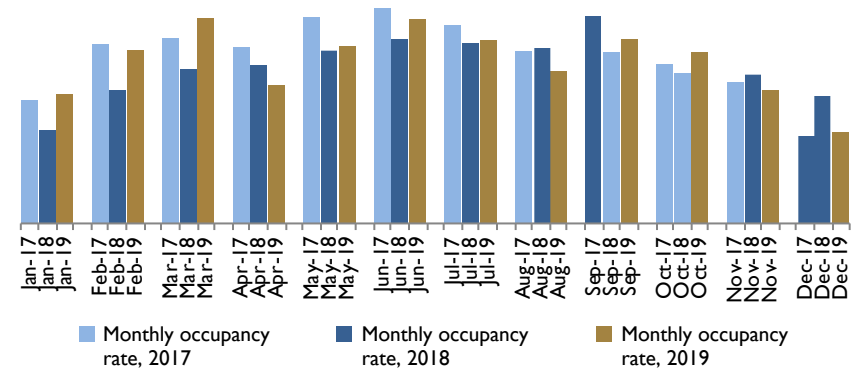 Jan-17
Jan-18
Jan-19
Feb-17
Feb-18
Feb-19
Mar-17
Mar-18
Mar-19
Apr-17
Apr-18
Apr-19
May-17
May-18
May-19
Jun-17
Jun-18
Jun-19
Jul-17
Jul-18
Jul-19
Aug-17
Aug-18
Aug-19
Sep-17
Sep-18
Sep-19
Oct-17
Oct-18
Oct-19
Nov-17
Nov-18
Nov-19
Dec-17
Dec-18
Dec-19
Monthly occupancy
rate, 2017
Monthly occupancy
rate, 2018
Monthly occupancy
rate, 2019